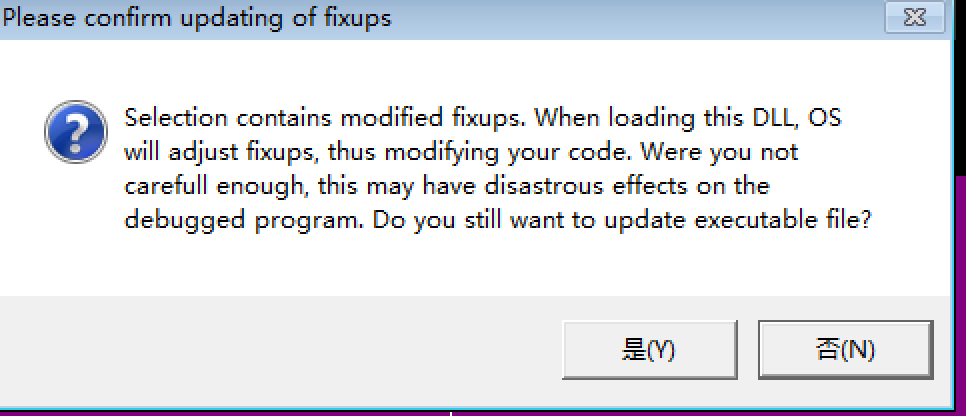 Please confirm updating of fixups
Selection contains modified fixups. When loading this DLL, OS
will adjust fixups, thus modifying your code. Were you not
carefull enough, this may have disastrous effects on the
debugged program. Do you still want to update executable file?
是(Y) 否(N)